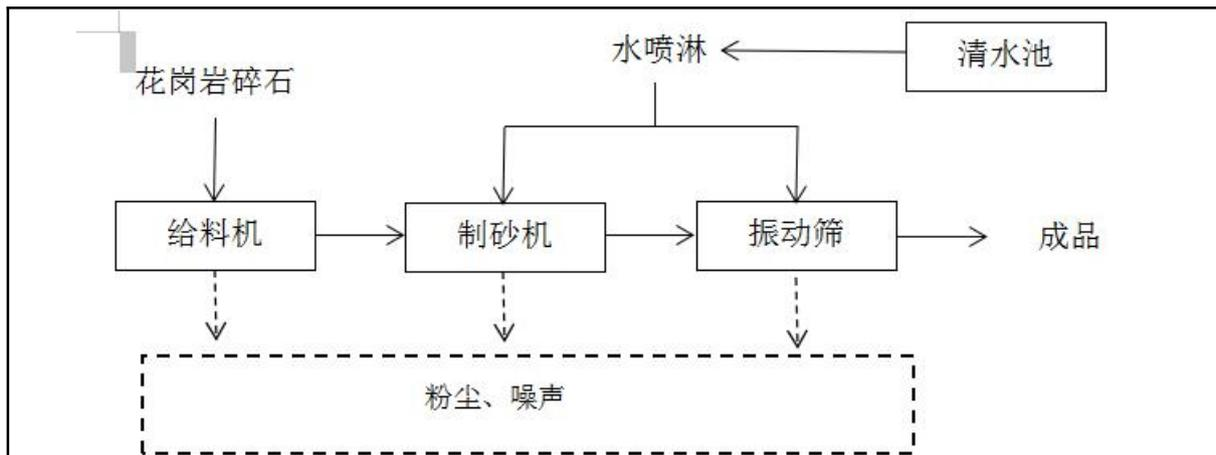 水喷淋
清水池
花岗岩碎石
给料机
制砂机
振动筛
成品
粉尘、噪声